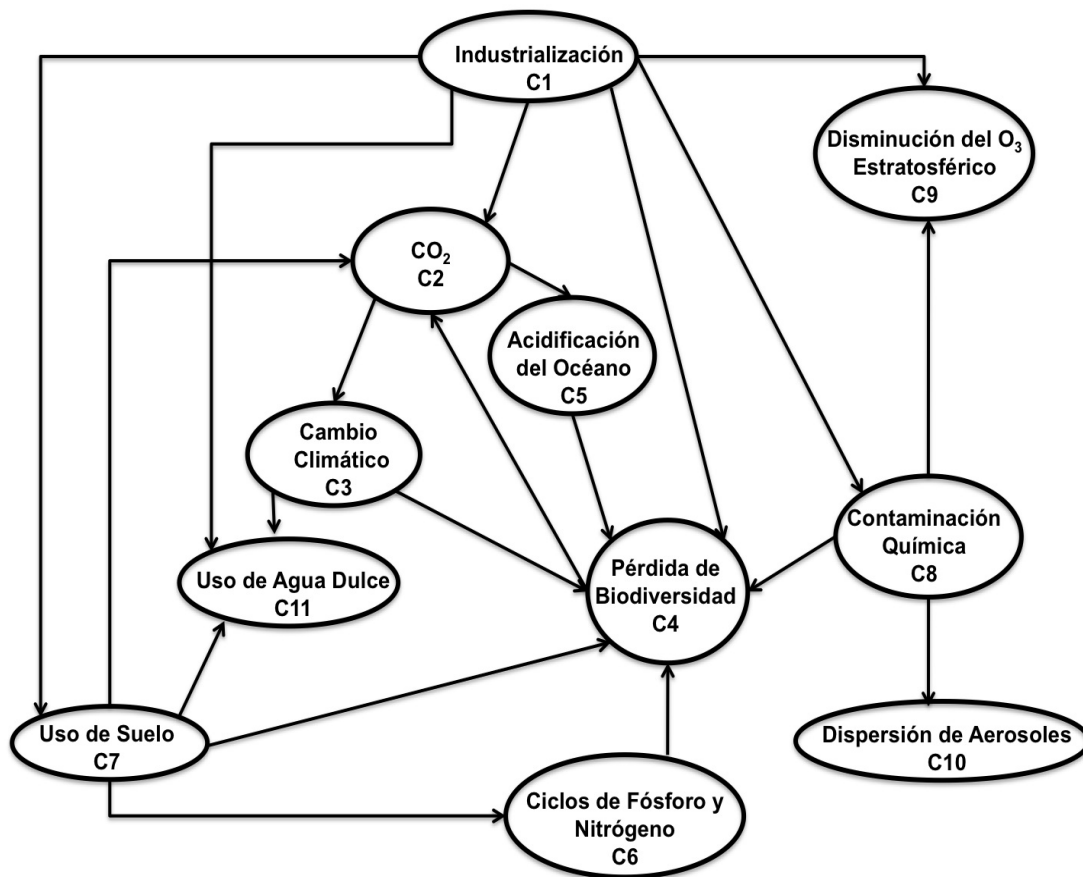 Industrialización
C1
Disminución del O₃
Estratosférico
C9
CO₂
C2
Acidificación
del Océano
C5
Cambio
Climático
C3
Contaminación
Química
C8
Uso de Agua Dulce
C11
Pérdida de
Biodiversidad
C4
Uso de Suelo
C7
Dispersión de Aerosoles
C10
Ciclos de Fósforo y
Nitrógeno
C6